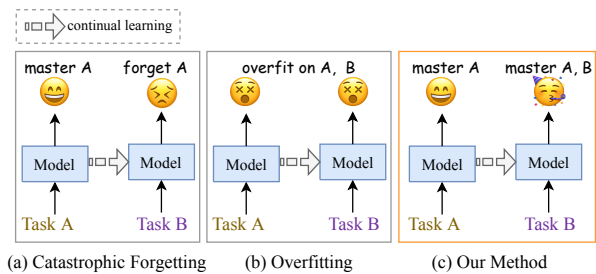 continual learning
master A forget A
overfit on A, B
master A master A, B
Model Model
Model Model
Model Model
Task A Task B
Task A Task B
Task A Task B
(a) Catastrophic Forgetting (b) Overfitting (c) Our Method